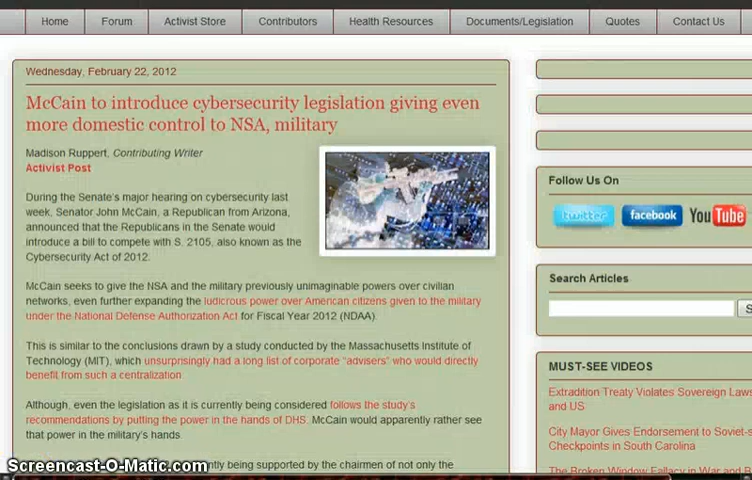 Home Forum Activist Store Contributors Health Resources Documents/Legislation Quotes Contact Us
Wednesday, February 22, 2012
McCain to introduce cybersecurity legislation giving even
more domestic control to NSA, military
Madison Ruppert, Contributing Writer
Activist Post
During the Senate's major hearing on cybersecurity last
week, Senator John McCain, a Republican from Arizona,
announced that the Republicans in the Senate would
introduce a bill to compete with S. 2105, also known as the
Cybersecurity Act of 2012.
McCain seeks to give the NSA and the military previously unimaginable powers over civilian
networks, even further expanding the ludicrous power over American citizens given to the military
under the National Defense Authorization Act for Fiscal Year 2012 (NDAA).
This is similar to the conclusions drawn by a study conducted by the Massachusetts Institute of
Technology (MIT), which unsurprisingly had a long list of corporate "advisers" who would directly
benefit from such a centralization.
Although, even the legislation as it is currently being considered follows the study's
recommendations by putting the power in the hands of DHS. McCain would apparently rather see
that power in the military's hands.
ntly being supported by the chairmen of not only the
Follow Us On
twitter facebook YouTube
Search Articles
S
MUST-SEE VIDEOS
Extradition Treaty Violates Sovereign Laws
and US
City Mayor Gives Endorsement to Soviet-s
Checkpoints in South Carolina
The Broken Window Fallacy in War and B
Screencast-O-Matic.com